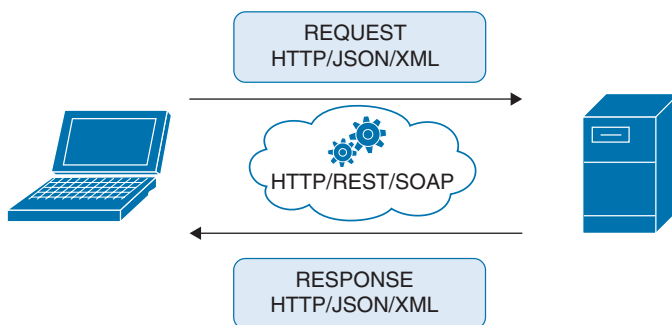 REQUEST
HTTP/JSON/XML
HTTP/REST/SOAP
RESPONSE
HTTP/JSON/XML